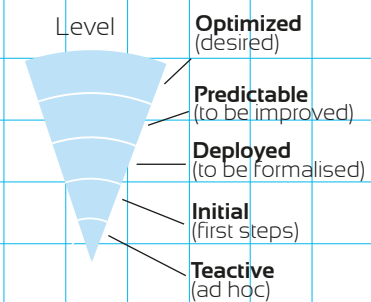 Level
Optimized
(desired)
Predictable
(to be improved)
Deployed
(to be formalised)
Initial
(first steps)
Teactive
(ad hoc)